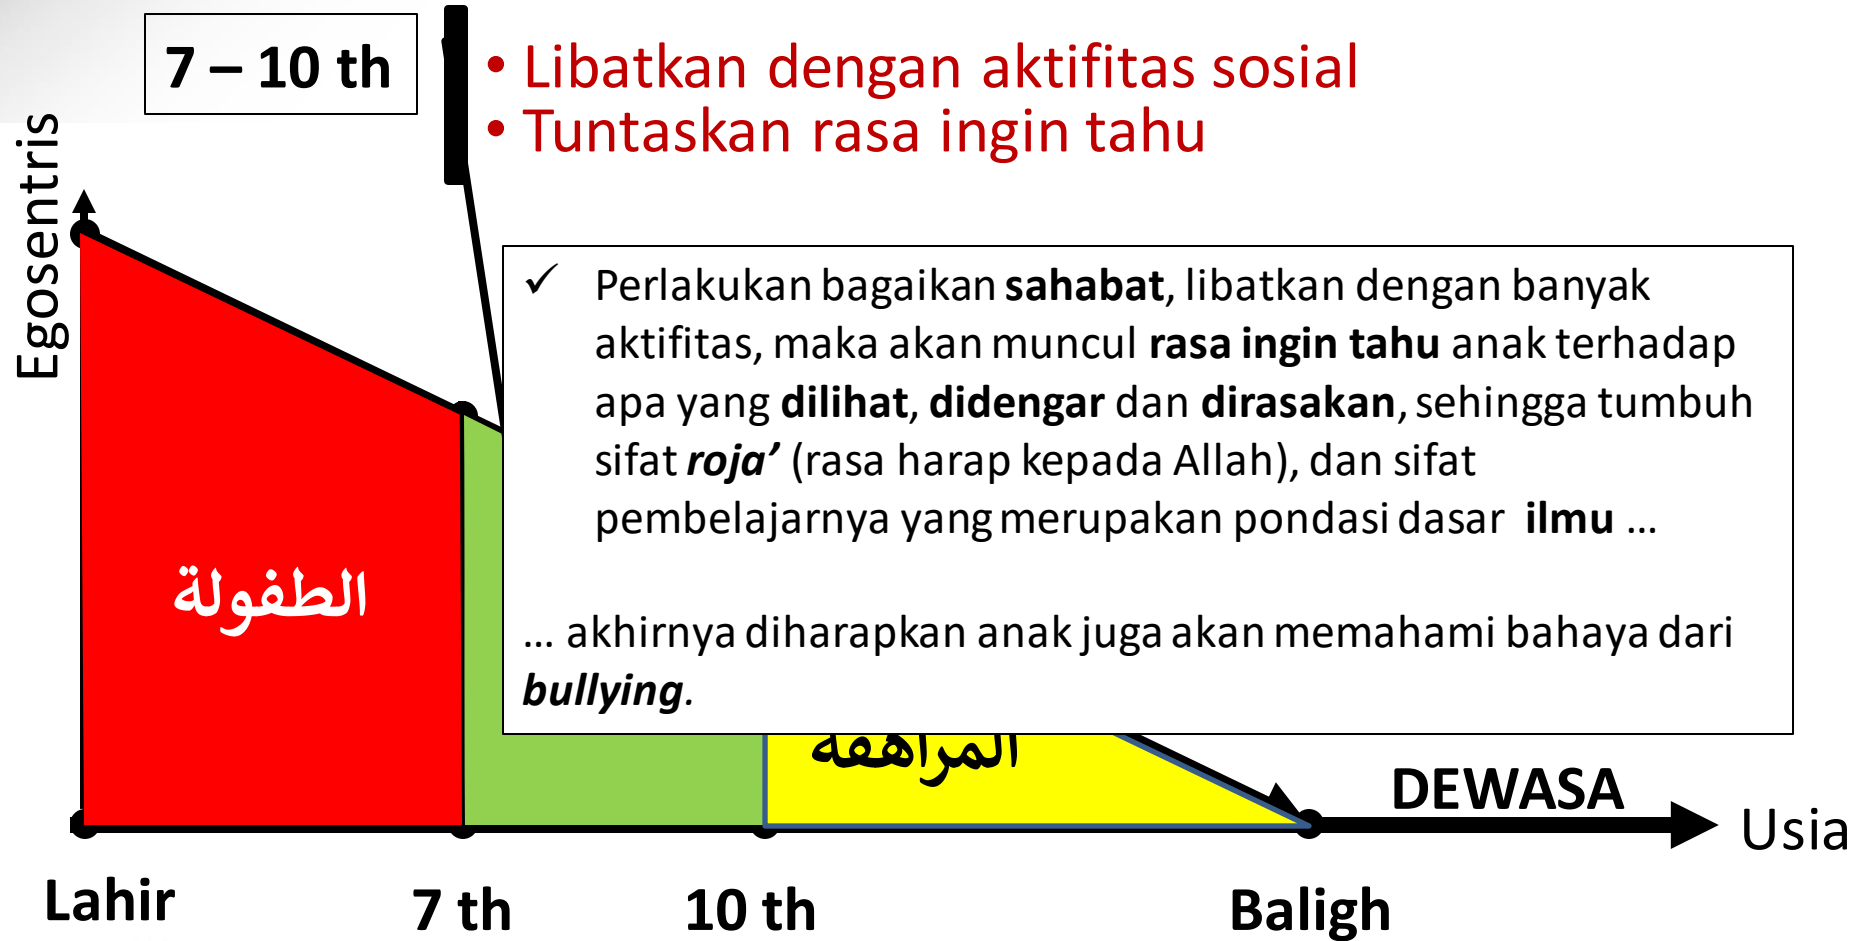 7 – 10 th
• Libatkan dengan aktifitas sosial
• Tuntaskan rasa ingin tahu
Egosentris
✓ Perlakukan bagaikan sahabat, libatkan dengan banyak
aktifitas, maka akan muncul rasa ingin tahu anak terhadap
apa yang dilihat, didengar dan dirasakan, sehingga tumbuh
sifat roja’ (rasa harap kepada Allah), dan sifat
pembelajarnya yang merupakan pondasi dasar ilmu ...
... akhirnya diharapkan anak juga akan memahami bahaya dari
bullying.
الطفولة
المراهقة
DEWASA
Usia
Lahir
7 th
10 th
Baligh